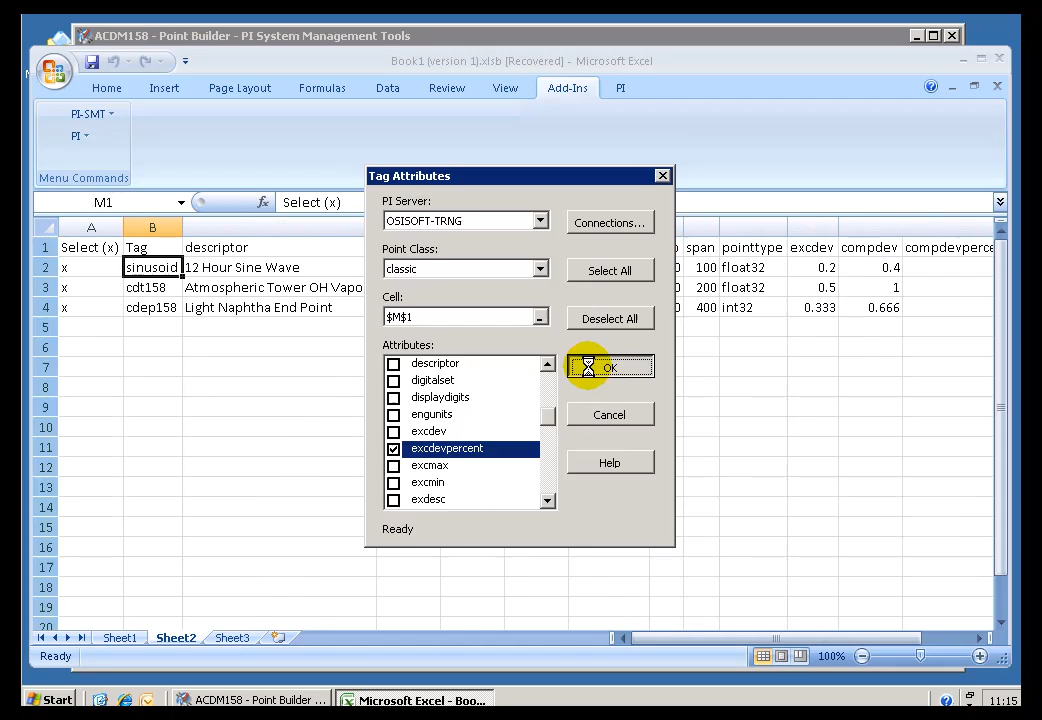 ACDM158 - Point Builder - PI System Management Tools
Book1 (version 1).xlsb [Recovered] - Microsoft Excel
Home Insert Page Layout Formulas Data Review View Add-Ins PI
PI-SMT
PI
Menu Commands
M1 fx Select (x)
A B
1 Select (x) Tag descriptor span pointtype excdev compdev compdevperce
2 x sinusoid 12 Hour Sine Wave 100 float32 0.2 0.4
3 x cdt158 Atmospheric Tower OH Vapo 200 float32 0.5 1
4 x cdep158 Light Naphtha End Point 400 int32 0.333 0.666
5
6
7
8
9
10
11
12
13
14
15
16
17
18
19
20
Tag Attributes
PI Server:
OSISOFT-TRNG
Connections...
Point Class:
classic
Select All
Cell:
$M$1
Deselect All
Attributes:
descriptor
digitalset
displaydigits
engunits
excdev
excdevpercent
excmax
excmin
exdesc
OK
Cancel
Help
Ready
Sheet1 Sheet2 Sheet3
Ready 100%
Start ACDM158 - Point Builder ... Microsoft Excel - Boo... 11:15